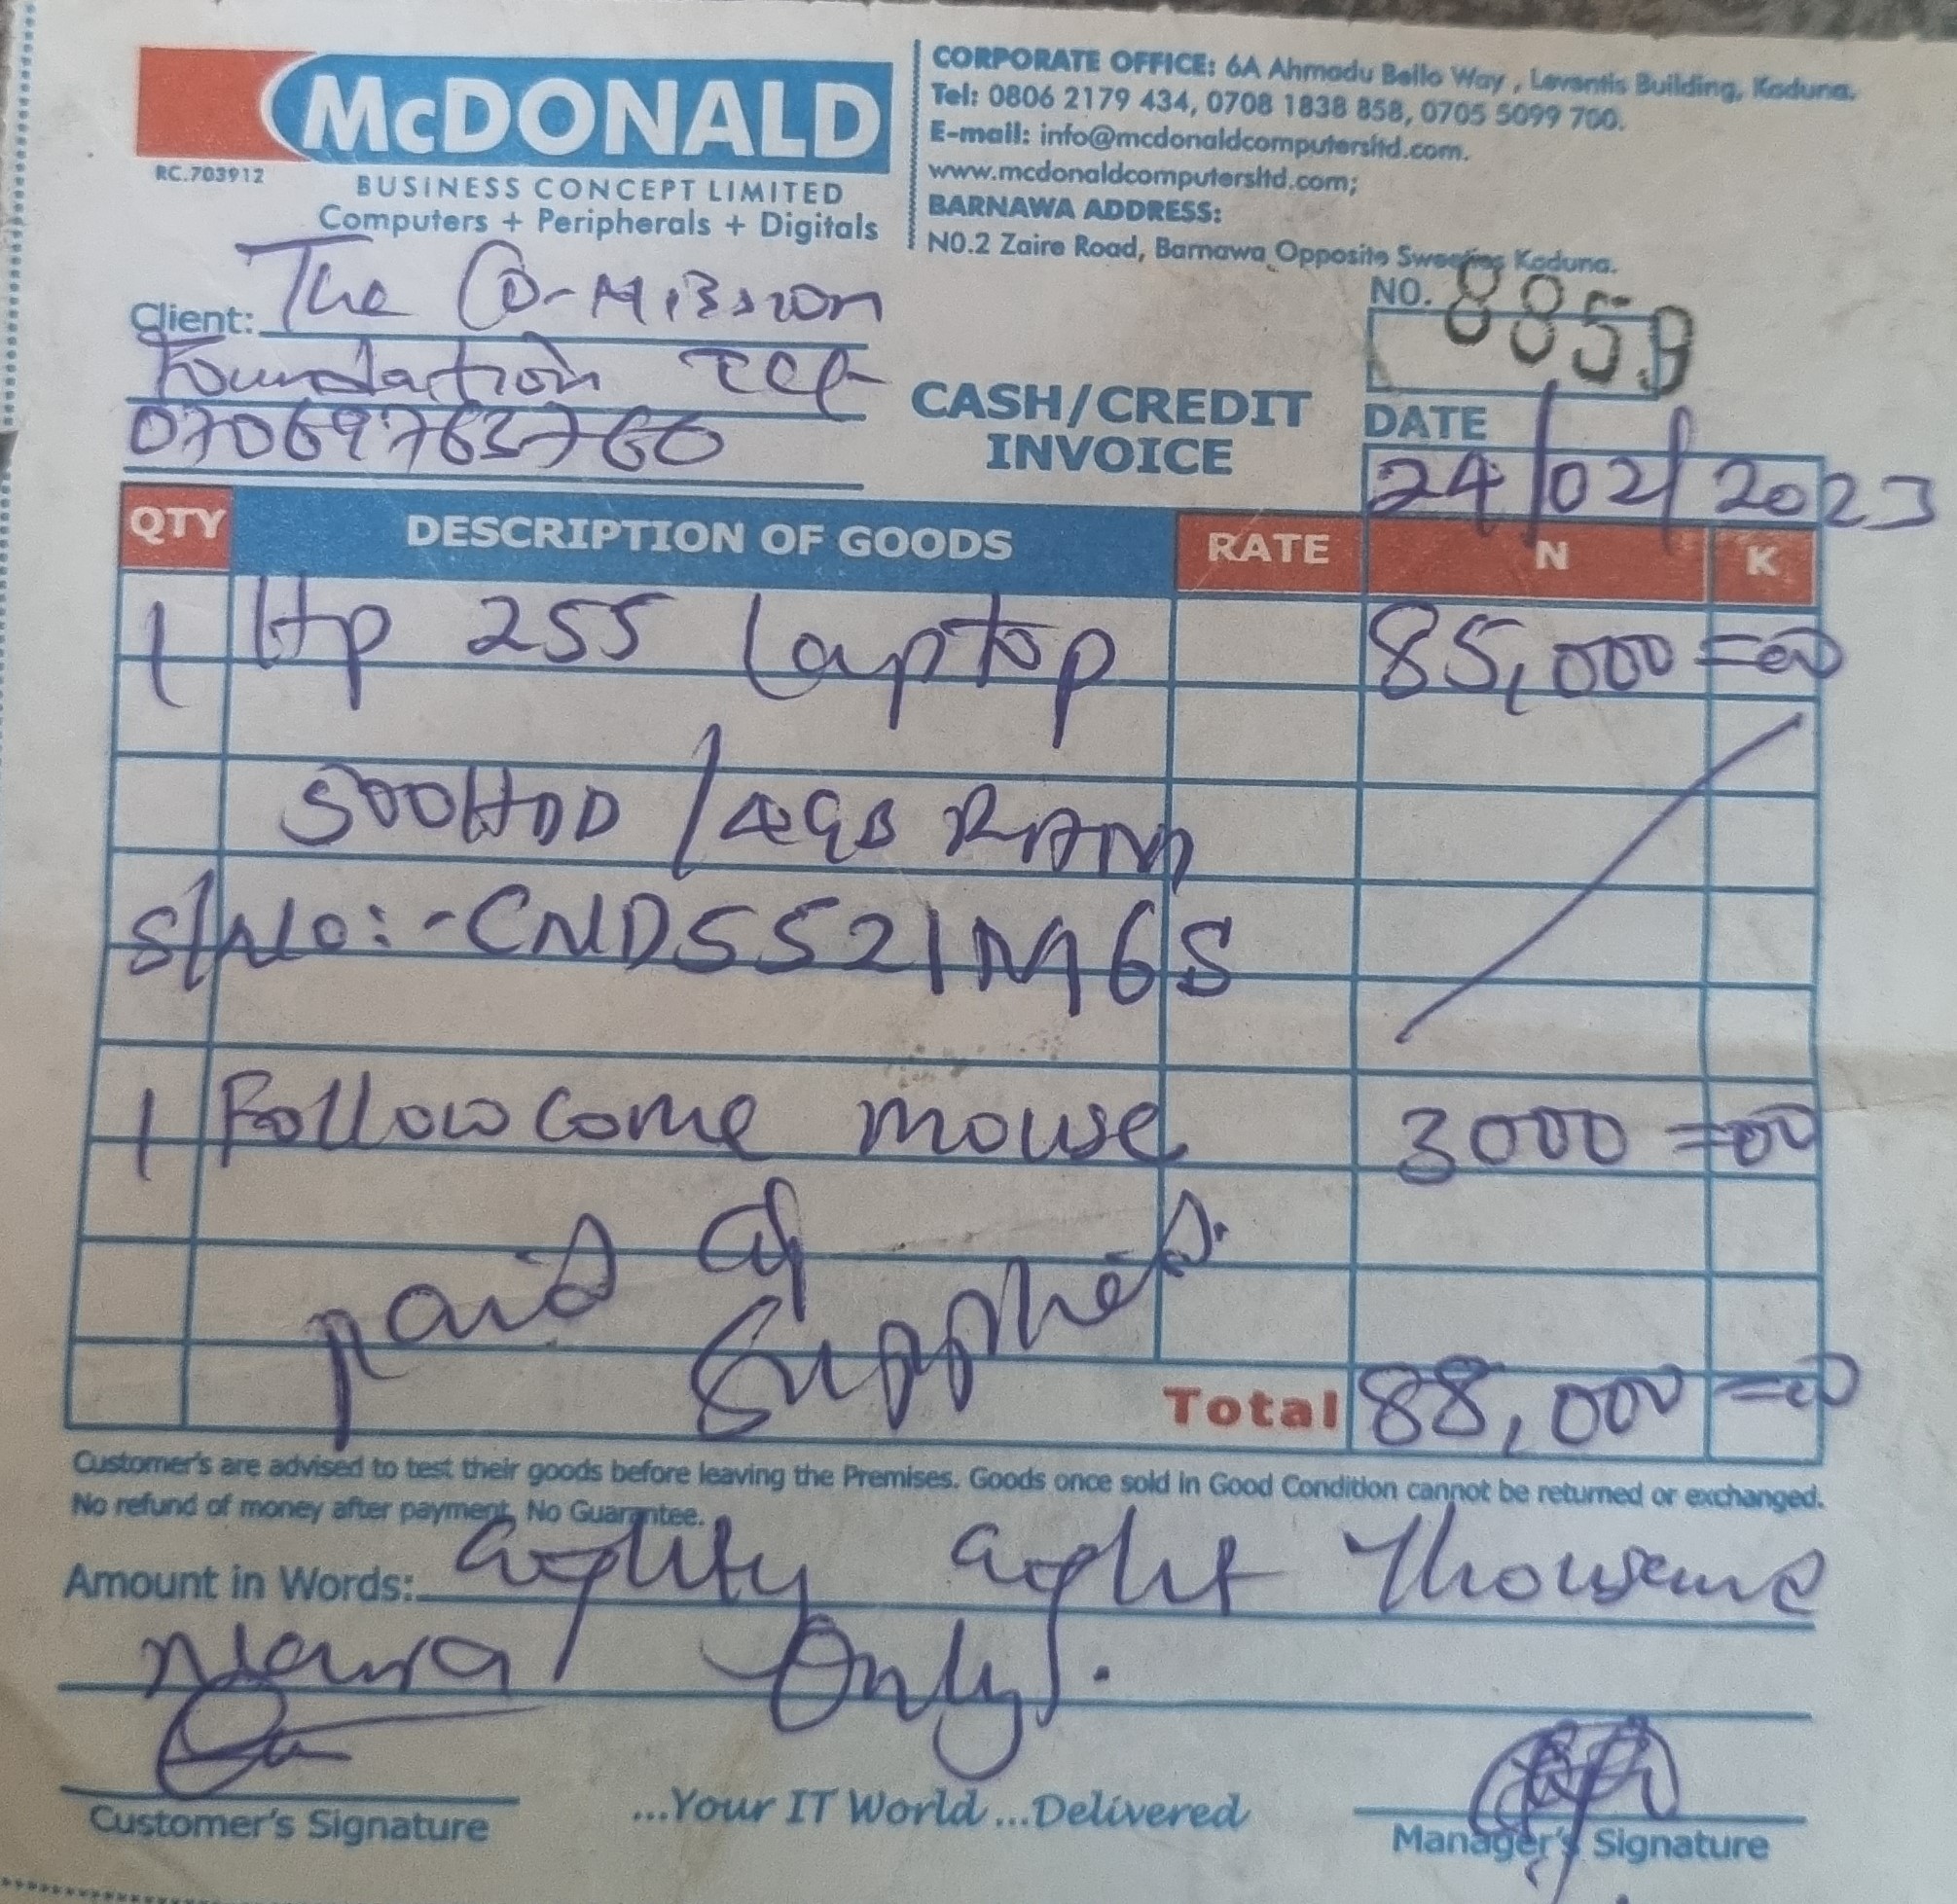 McDONALD
RC.703912
BUSINESS CONCEPT LIMITED
Computers + Peripherals + Digitals
CORPORATE OFFICE: 6A Ahmadu Bello Way , Leventis Building, Kaduna.
Tel: 0806 2179 434, 0708 1838 858, 0705 5099 700.
E-mail: info@mcdonaldcomputersltd.com.
www.mcdonaldcomputersltd.com;
BARNAWA ADDRESS:
N0.2 Zaire Road, Barnawa Opposite Kaduna.
Client: The Co-Mission
Foundation
07069763760
CASH/CREDIT
INVOICE
NO. 8859
DATE
24/02/2023
QTY DESCRIPTION OF GOODS RATE N K
1 Hp 255 Laptop 85,000 = 00
500HDD / 4GB RAM
S/No:-CND5521M6S
1 Followcome mouse 3000 = 00
paid &
Supplied.
Total 88,000 = 00
Customer's are advised to test their goods before leaving the Premises. Goods once sold in Good Condition cannot be returned or exchanged.
No refund of money after payment. No Guarantee.
Amount in Words: Eighty eight Thousand
Naira Only.
Customer's Signature
...Your IT World ...Delivered
Manager's Signature